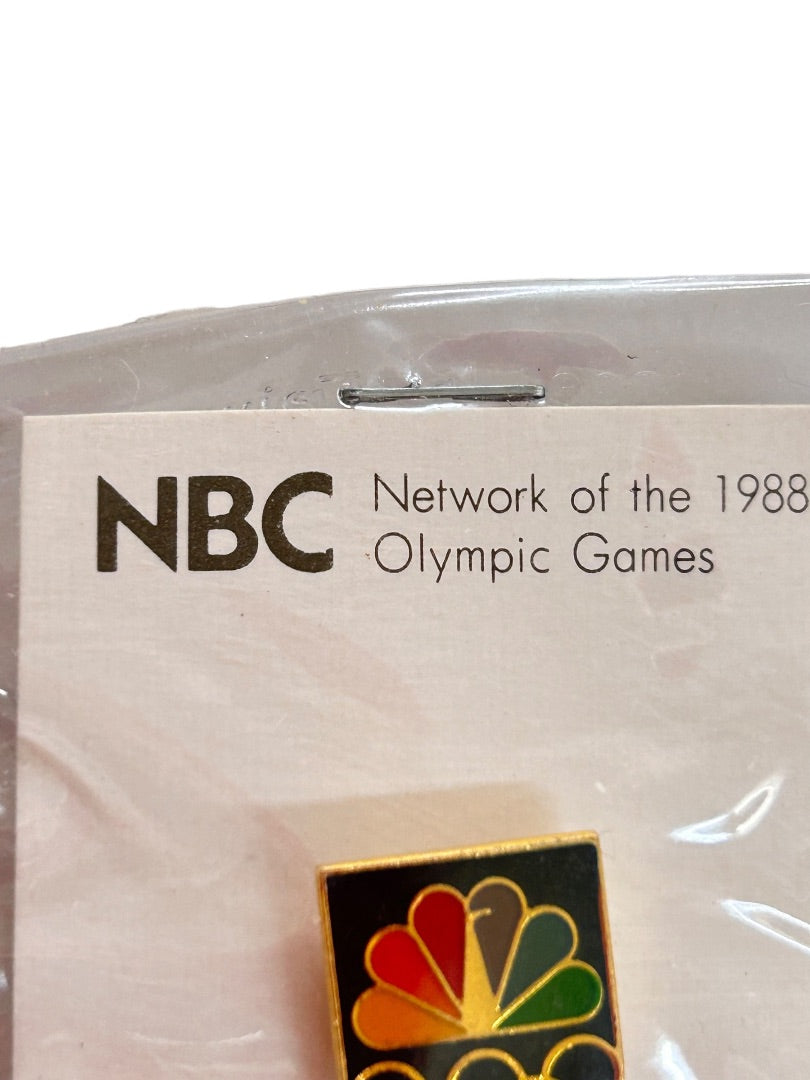 NBC Network of the 1988
Olympic Games